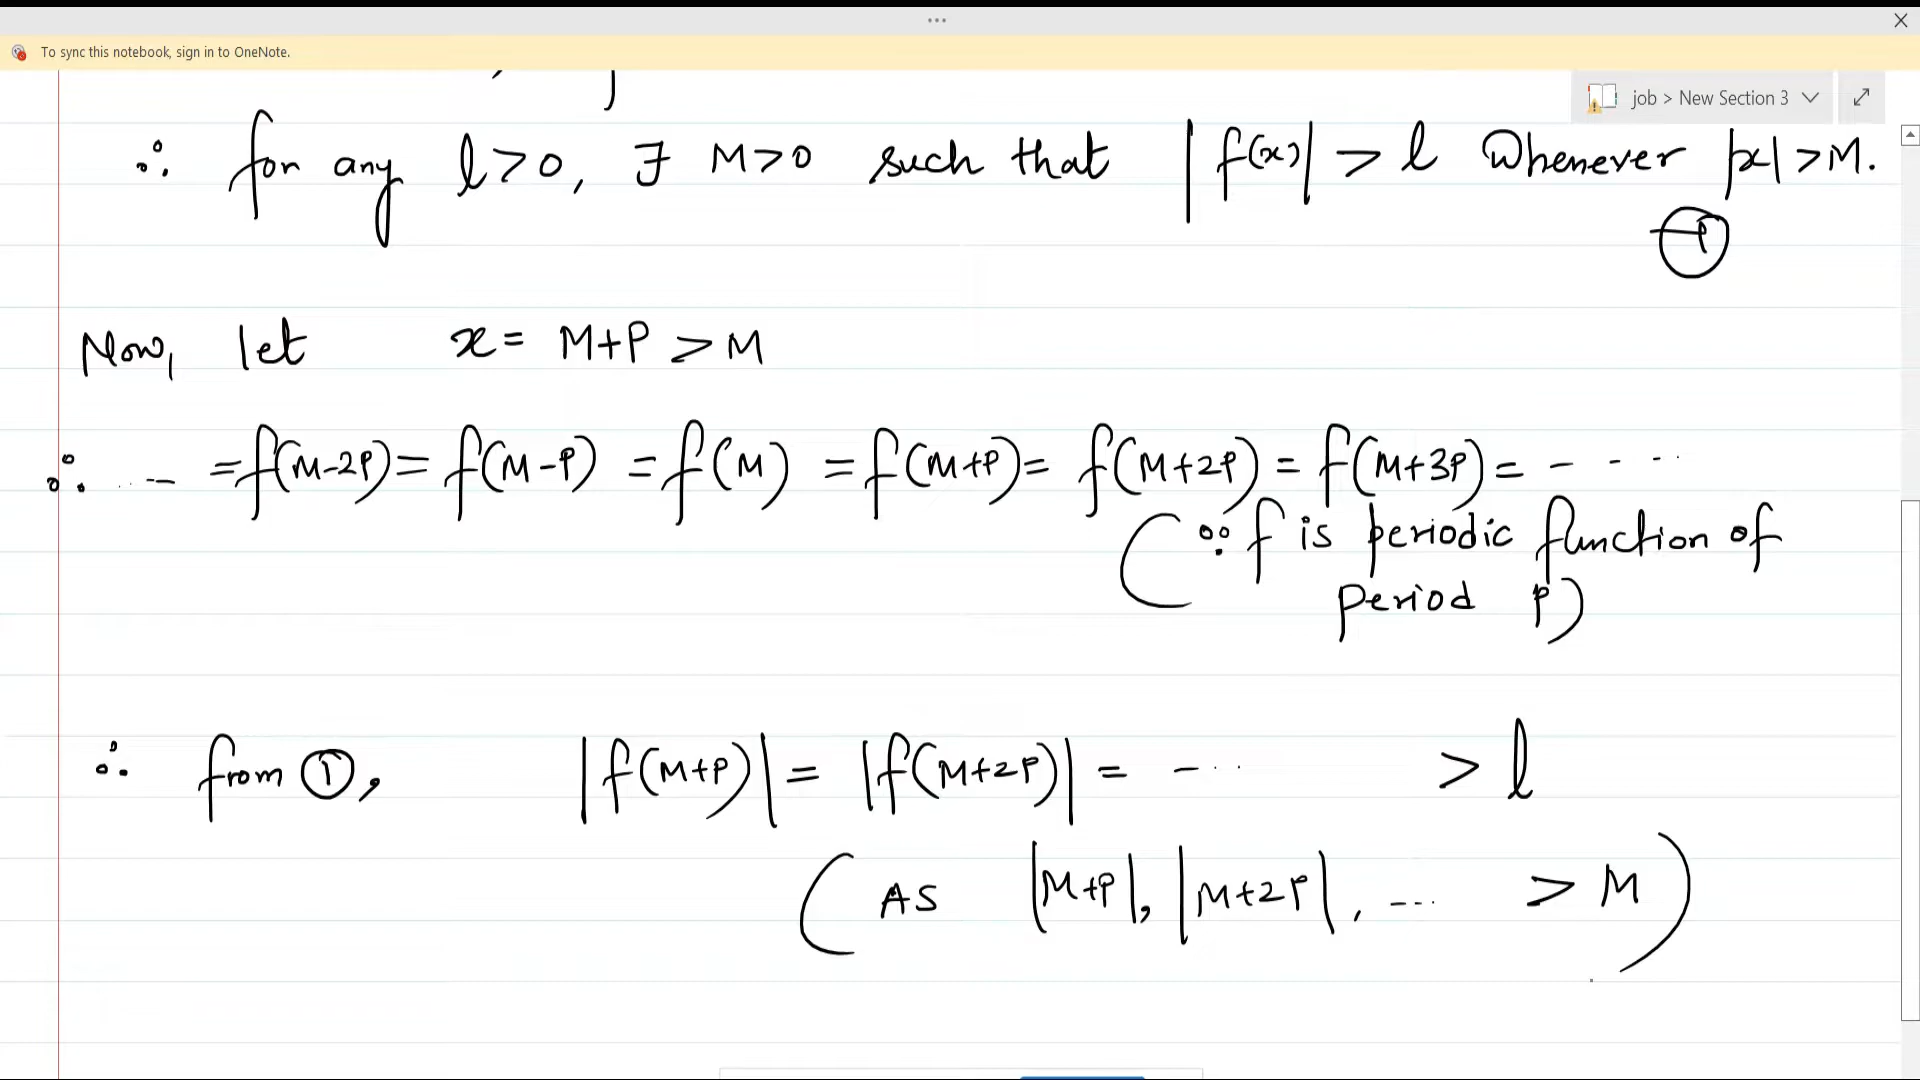 To sync this notebook, sign in to OneNote.
job > New Section 3
∴ for any l>0, ∃ M>0 such that |f(x)| > l whenever |x|>M.
①
Now, let x = M+P > M
∴ ... -- = f(M-2P) = f(M-P) = f(M) = f(M+P) = f(M+2P) = f(M+3P) = - - ...
(∵ f is periodic function of
period P)
∴ from ①, |f(M+P)| = |f(M+2P)| = - ... > l
(As |M+P|, |M+2P|, --- > M)